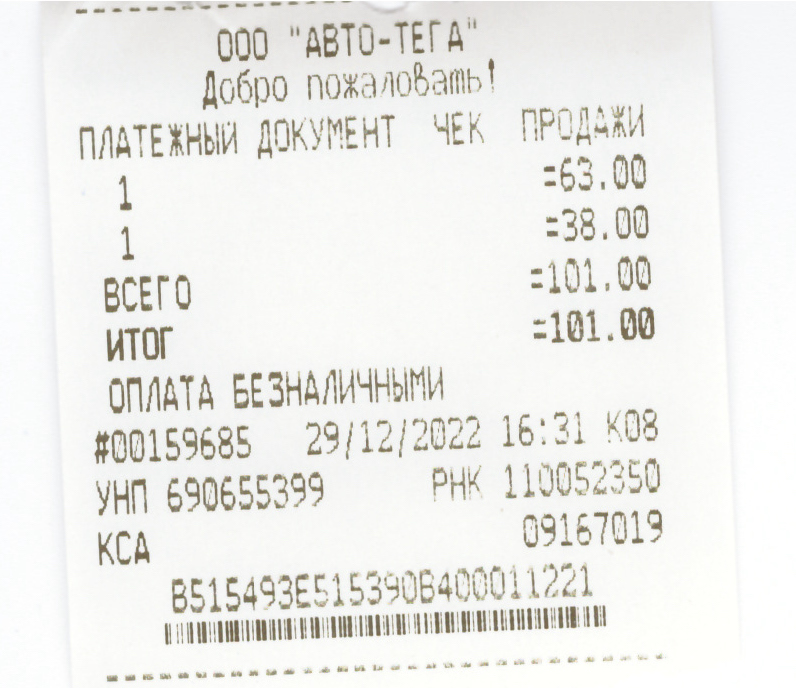 ООО "АВТО-ТЕГА"
Добро пожаловать!
ПЛАТЕЖНЫЙ ДОКУМЕНТ ЧЕК ПРОДАЖИ
1 =63.00
1 =38.00
ВСЕГО =101.00
ИТОГ =101.00
ОПЛАТА БЕЗНАЛИЧНЫМИ
#00159685 29/12/2022 16:31 К08
УНП 690655399 РНК 110052350
КСА 09167019
B515493E515390B400011221